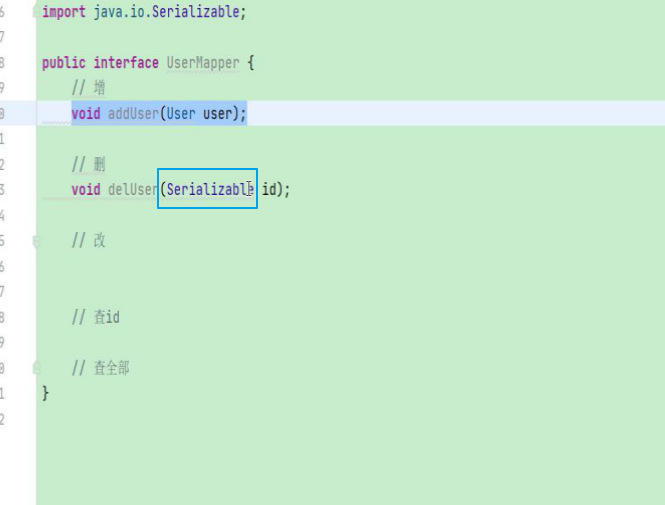 6 import java.io.Serializable;
7
8 public interface UserMapper {
9 // 增
0 void addUser(User user);
1
2 // 删
3 void delUser(Serializable id);
4
5 // 改
6
7
8 // 查id
9
0 // 查全部
1 }
2